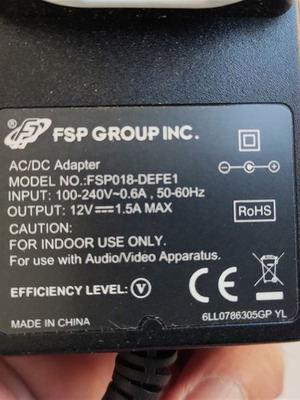 FSP GROUP INC.
AC/DC Adapter
MODEL NO.:FSP018-DEFE1
INPUT: 100-240V~0.6A, 50-60Hz
OUTPUT: 12V⎓1.5A MAX
CAUTION:
FOR INDOOR USE ONLY.
For use with Audio/Video Apparatus.
RoHS
EFFICIENCY LEVEL: V
CE
MADE IN CHINA
6LL0786305GP YL